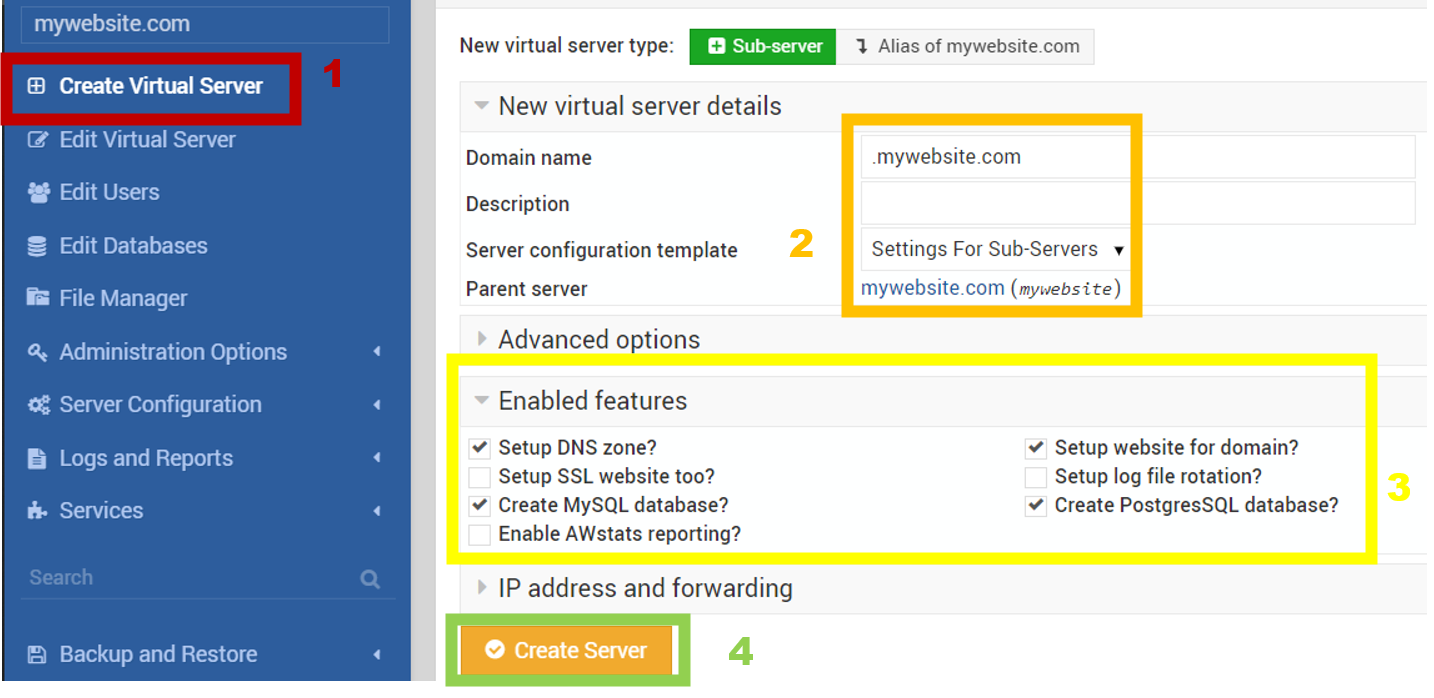 mywebsite.com
Create Virtual Server
1
Edit Virtual Server
Edit Users
Edit Databases
File Manager
Administration Options
Server Configuration
Logs and Reports
Services
Search
Backup and Restore
New virtual server type: Sub-server Alias of mywebsite.com
New virtual server details
Domain name .mywebsite.com
Description
Server configuration template 2 Settings For Sub-Servers
Parent server mywebsite.com (mywebsite)
Advanced options
Enabled features
Setup DNS zone? Setup website for domain?
Setup SSL website too? Setup log file rotation?
3
Create MySQL database? Create PostgresSQL database?
Enable AWstats reporting?
IP address and forwarding
Create Server 4